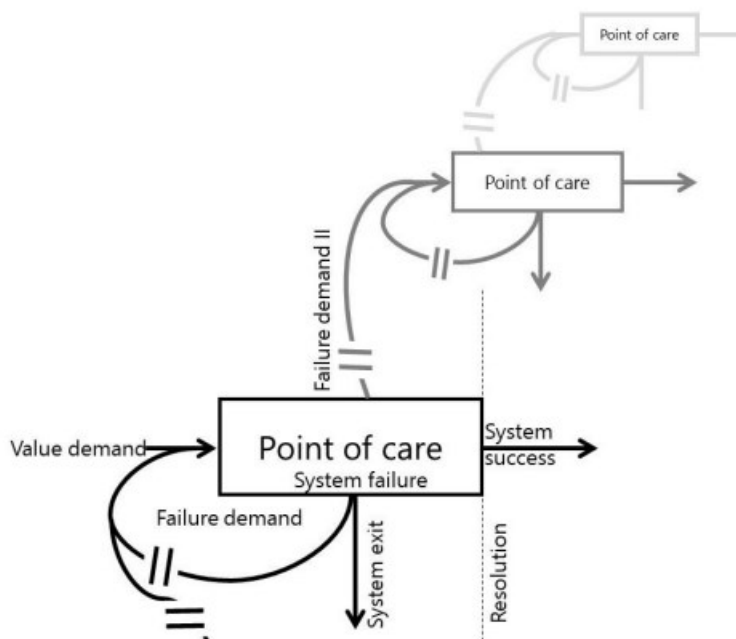 Point of care
Point of care
Failure demand II
Value demand
Point of care
System failure
System
success
Failure demand
System exit
Resolution